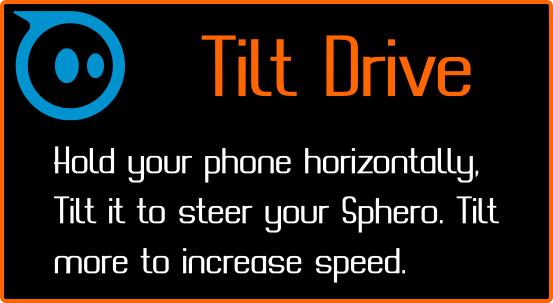 Tilt Drive
Hold your phone horizontally,
Tilt it to steer your Sphero. Tilt
more to increase speed.